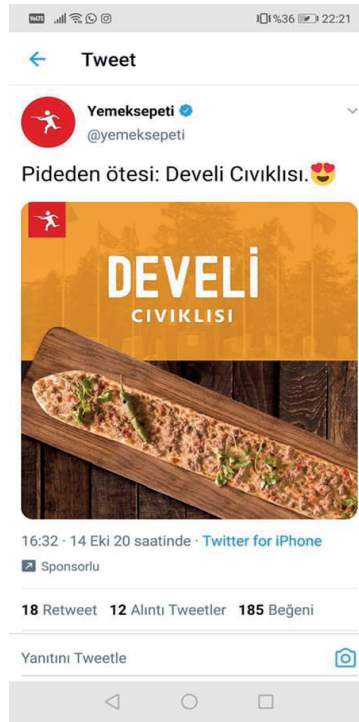 VoLTE %36 22:21
Tweet
Yemeksepeti
@yemeksepeti
Pideden ötesi: Develi Cıvıklısı.😍
DEVELİ
CIVIKLISI
16:32 · 14 Eki 20 saatinde · Twitter for iPhone
Sponsorlu
18 Retweet 12 Alıntı Tweetler 185 Beğeni
Yanıtını Tweetle